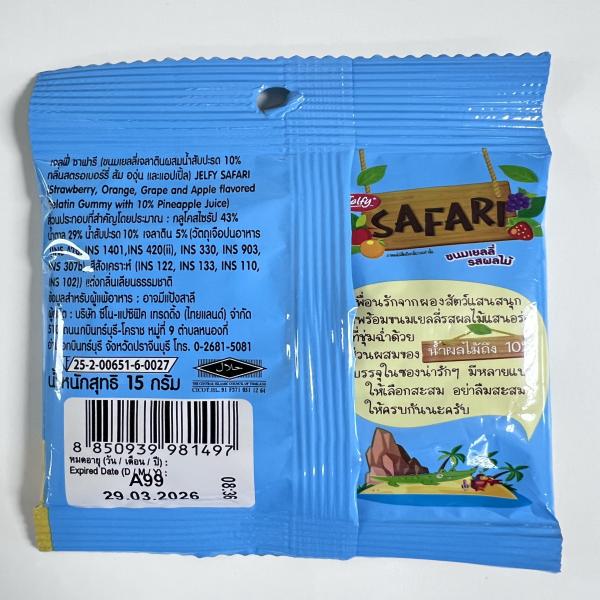 เจลฟี่ ซาฟารี (ขนมเยลลี่เจลาตินผสมน้ำสับปะรด 10%
กลิ่นสตรอเบอร์รี่ ส้ม องุ่น และแอปเปิ้ล) JELFY SAFARI
(Strawberry, Orange, Grape and Apple flavored
Gelatin Gummy with 10% Pineapple Juice)
ส่วนประกอบที่สำคัญโดยประมาณ : กลูโคสไซรัป 43%
น้ำตาล 29% น้ำสับปะรด 10% เจลาติน 5% (วัตถุเจือปนอาหาร
INS 1401, INS 420(ii), INS 330, INS 903,
INS 307b) สีสังเคราะห์ (INS 122, INS 133, INS 110,
INS 102)) แต่งกลิ่นเลียนธรรมชาติ
ข้อมูลสำหรับผู้แพ้อาหาร : อาจมีแป้งสาลี
ผู้ผลิต : บริษัท ซีโน-แปซิฟิค เทรดดิ้ง (ไทยแลนด์) จำกัด
ถนนกบินทร์บุรี-โคราช หมู่ที่ 9 ตำบลหนองกี่
อำเภอกบินทร์บุรี จังหวัดปราจีนบุรี โทร. 0-2681-5081
25-2-00651-6-0027
น้ำหนักสุทธิ 15 กรัม
THE CENTRAL ISLAMIC COUNCIL OF THAILAND
CICOT.HL. 91 F371 051 12 64
8 850939 981497
หมดอายุ (วัน / เดือน / ปี) :
Expired Date (D / M / Y) :
A99
29.03.2026
08:36
Jelfy
SAFARI
ขนมเยลลี่
รสผลไม้
เพื่อนรักจากผองสัตว์แสนสนุก
พร้อมขนมเยลลี่รสผลไม้แสนอร
ที่ชุ่มฉ่ำด้วย
ส่วนผสมของ น้ำผลไม้ถึง 10
บรรจุในซองน่ารักๆ มีหลายแบ
ให้เลือกสะสม อย่าลืมสะสม
ให้ครบกันนะครับ